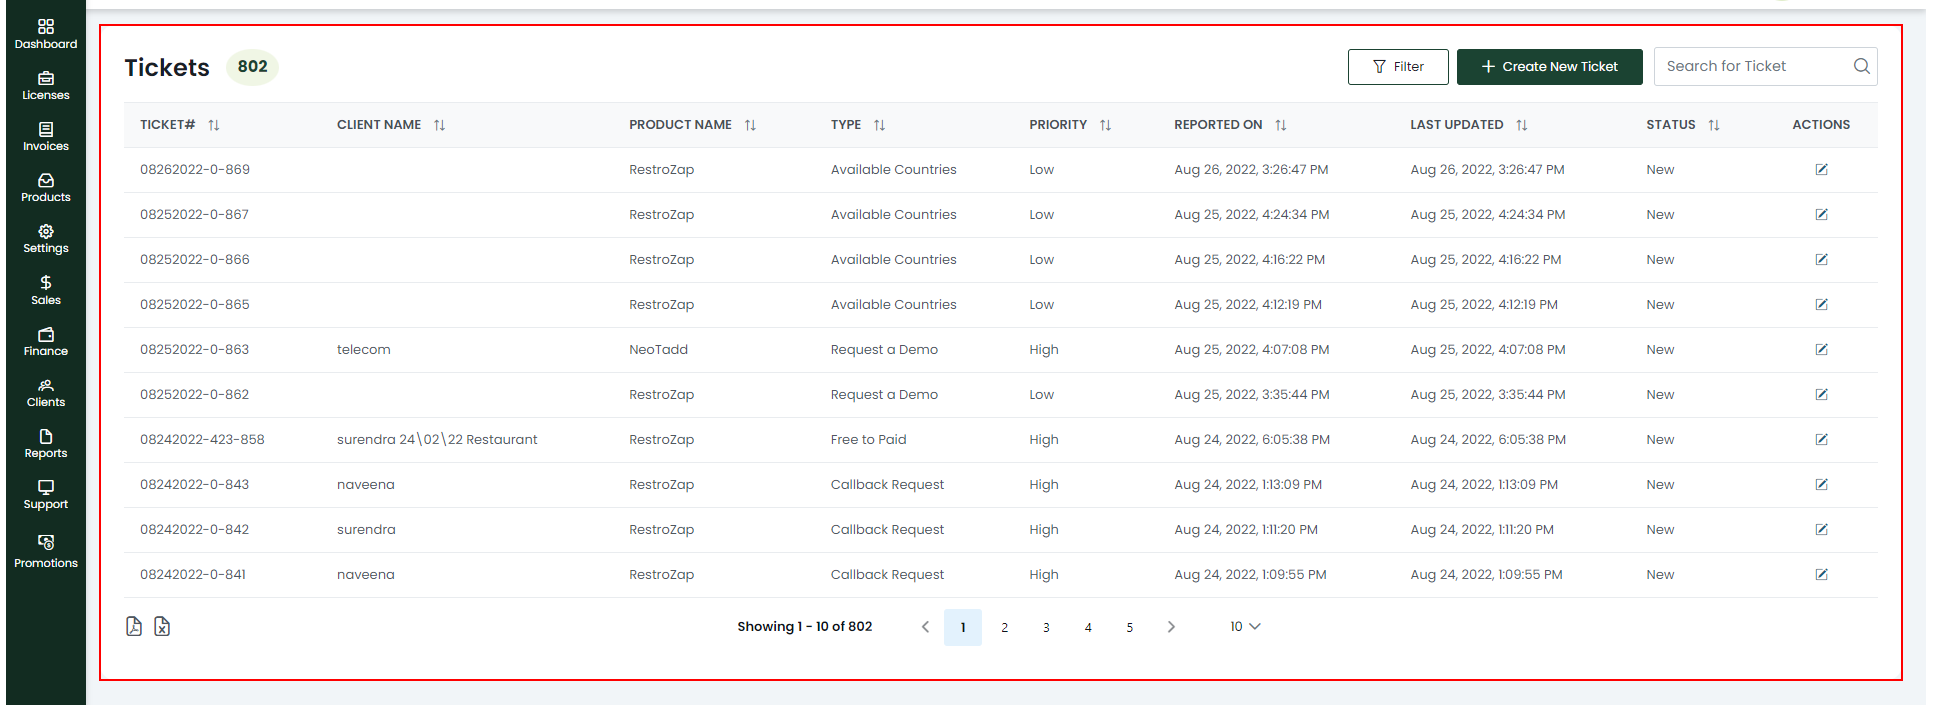 Dashboard
Licenses
Invoices
Products
Settings
Sales
Finance
Clients
Reports
Support
Promotions
Tickets 802
Filter
Create New Ticket
Search for Ticket
TICKET# CLIENT NAME PRODUCT NAME TYPE PRIORITY REPORTED ON LAST UPDATED STATUS ACTIONS
08262022-0-869 RestroZap Available Countries Low Aug 26, 2022, 3:26:47 PM Aug 26, 2022, 3:26:47 PM New
08252022-0-867 RestroZap Available Countries Low Aug 25, 2022, 4:24:34 PM Aug 25, 2022, 4:24:34 PM New
08252022-0-866 RestroZap Available Countries Low Aug 25, 2022, 4:16:22 PM Aug 25, 2022, 4:16:22 PM New
08252022-0-865 RestroZap Available Countries Low Aug 25, 2022, 4:12:19 PM Aug 25, 2022, 4:12:19 PM New
08252022-0-863 telecom NeoTadd Request a Demo High Aug 25, 2022, 4:07:08 PM Aug 25, 2022, 4:07:08 PM New
08252022-0-862 RestroZap Request a Demo Low Aug 25, 2022, 3:35:44 PM Aug 25, 2022, 3:35:44 PM New
08242022-423-858 surendra 24\02\22 Restaurant RestroZap Free to Paid High Aug 24, 2022, 6:05:38 PM Aug 24, 2022, 6:05:38 PM New
08242022-0-843 naveena RestroZap Callback Request High Aug 24, 2022, 1:13:09 PM Aug 24, 2022, 1:13:09 PM New
08242022-0-842 surendra RestroZap Callback Request High Aug 24, 2022, 1:11:20 PM Aug 24, 2022, 1:11:20 PM New
08242022-0-841 naveena RestroZap Callback Request High Aug 24, 2022, 1:09:55 PM Aug 24, 2022, 1:09:55 PM New
Showing 1 - 10 of 802 1 2 3 4 5 10